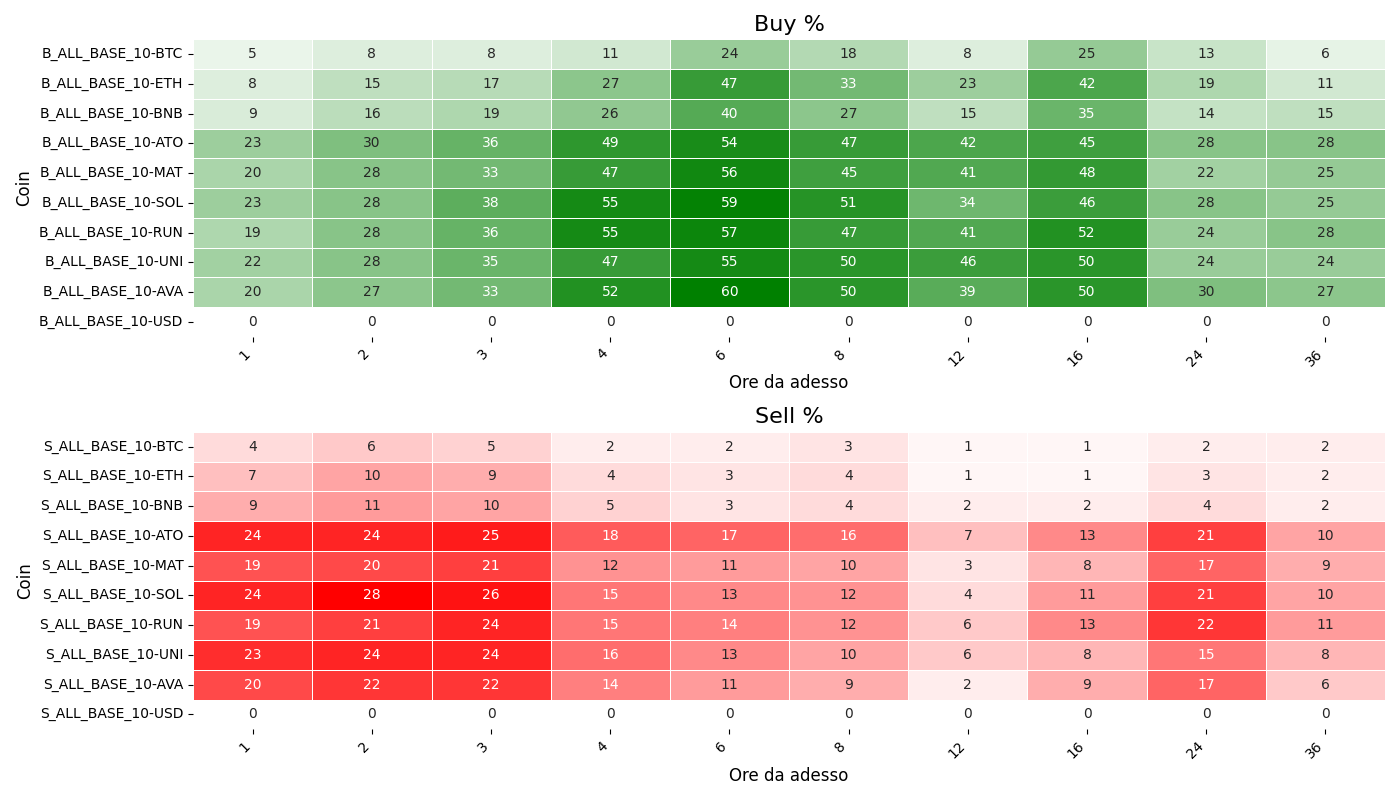 Buy %
Coin
B_ALL_BASE_10-BTC 5 8 8 11 24 18 8 25 13 6
B_ALL_BASE_10-ETH 8 15 17 27 47 33 23 42 19 11
B_ALL_BASE_10-BNB 9 16 19 26 40 27 15 35 14 15
B_ALL_BASE_10-ATO 23 30 36 49 54 47 42 45 28 28
B_ALL_BASE_10-MAT 20 28 33 47 56 45 41 48 22 25
B_ALL_BASE_10-SOL 23 28 38 55 59 51 34 46 28 25
B_ALL_BASE_10-RUN 19 28 36 55 57 47 41 52 24 28
B_ALL_BASE_10-UNI 22 28 35 47 55 50 46 50 24 24
B_ALL_BASE_10-AVA 20 27 33 52 60 50 39 50 30 27
B_ALL_BASE_10-USD 0 0 0 0 0 0 0 0 0 0
1 2 3 4 6 8 12 16 24 36
Ore da adesso
Sell %
Coin
S_ALL_BASE_10-BTC 4 6 5 2 2 3 1 1 2 2
S_ALL_BASE_10-ETH 7 10 9 4 3 4 1 1 3 2
S_ALL_BASE_10-BNB 9 11 10 5 3 4 2 2 4 2
S_ALL_BASE_10-ATO 24 24 25 18 17 16 7 13 21 10
S_ALL_BASE_10-MAT 19 20 21 12 11 10 3 8 17 9
S_ALL_BASE_10-SOL 24 28 26 15 13 12 4 11 21 10
S_ALL_BASE_10-RUN 19 21 24 15 14 12 6 13 22 11
S_ALL_BASE_10-UNI 23 24 24 16 13 10 6 8 15 8
S_ALL_BASE_10-AVA 20 22 22 14 11 9 2 9 17 6
S_ALL_BASE_10-USD 0 0 0 0 0 0 0 0 0 0
1 2 3 4 6 8 12 16 24 36
Ore da adesso